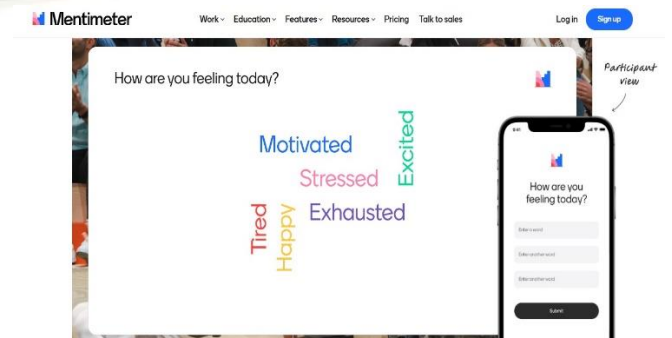 Mentimeter Work Education Features Resources Pricing Talk to sales Log in Sign up
How are you feeling today?
Participant view
Motivated
Excited
Stressed
Tired
Happy
Exhausted
9:41
How are you
feeling today?
Enter a word
Enter another word
Enter another word
Submit